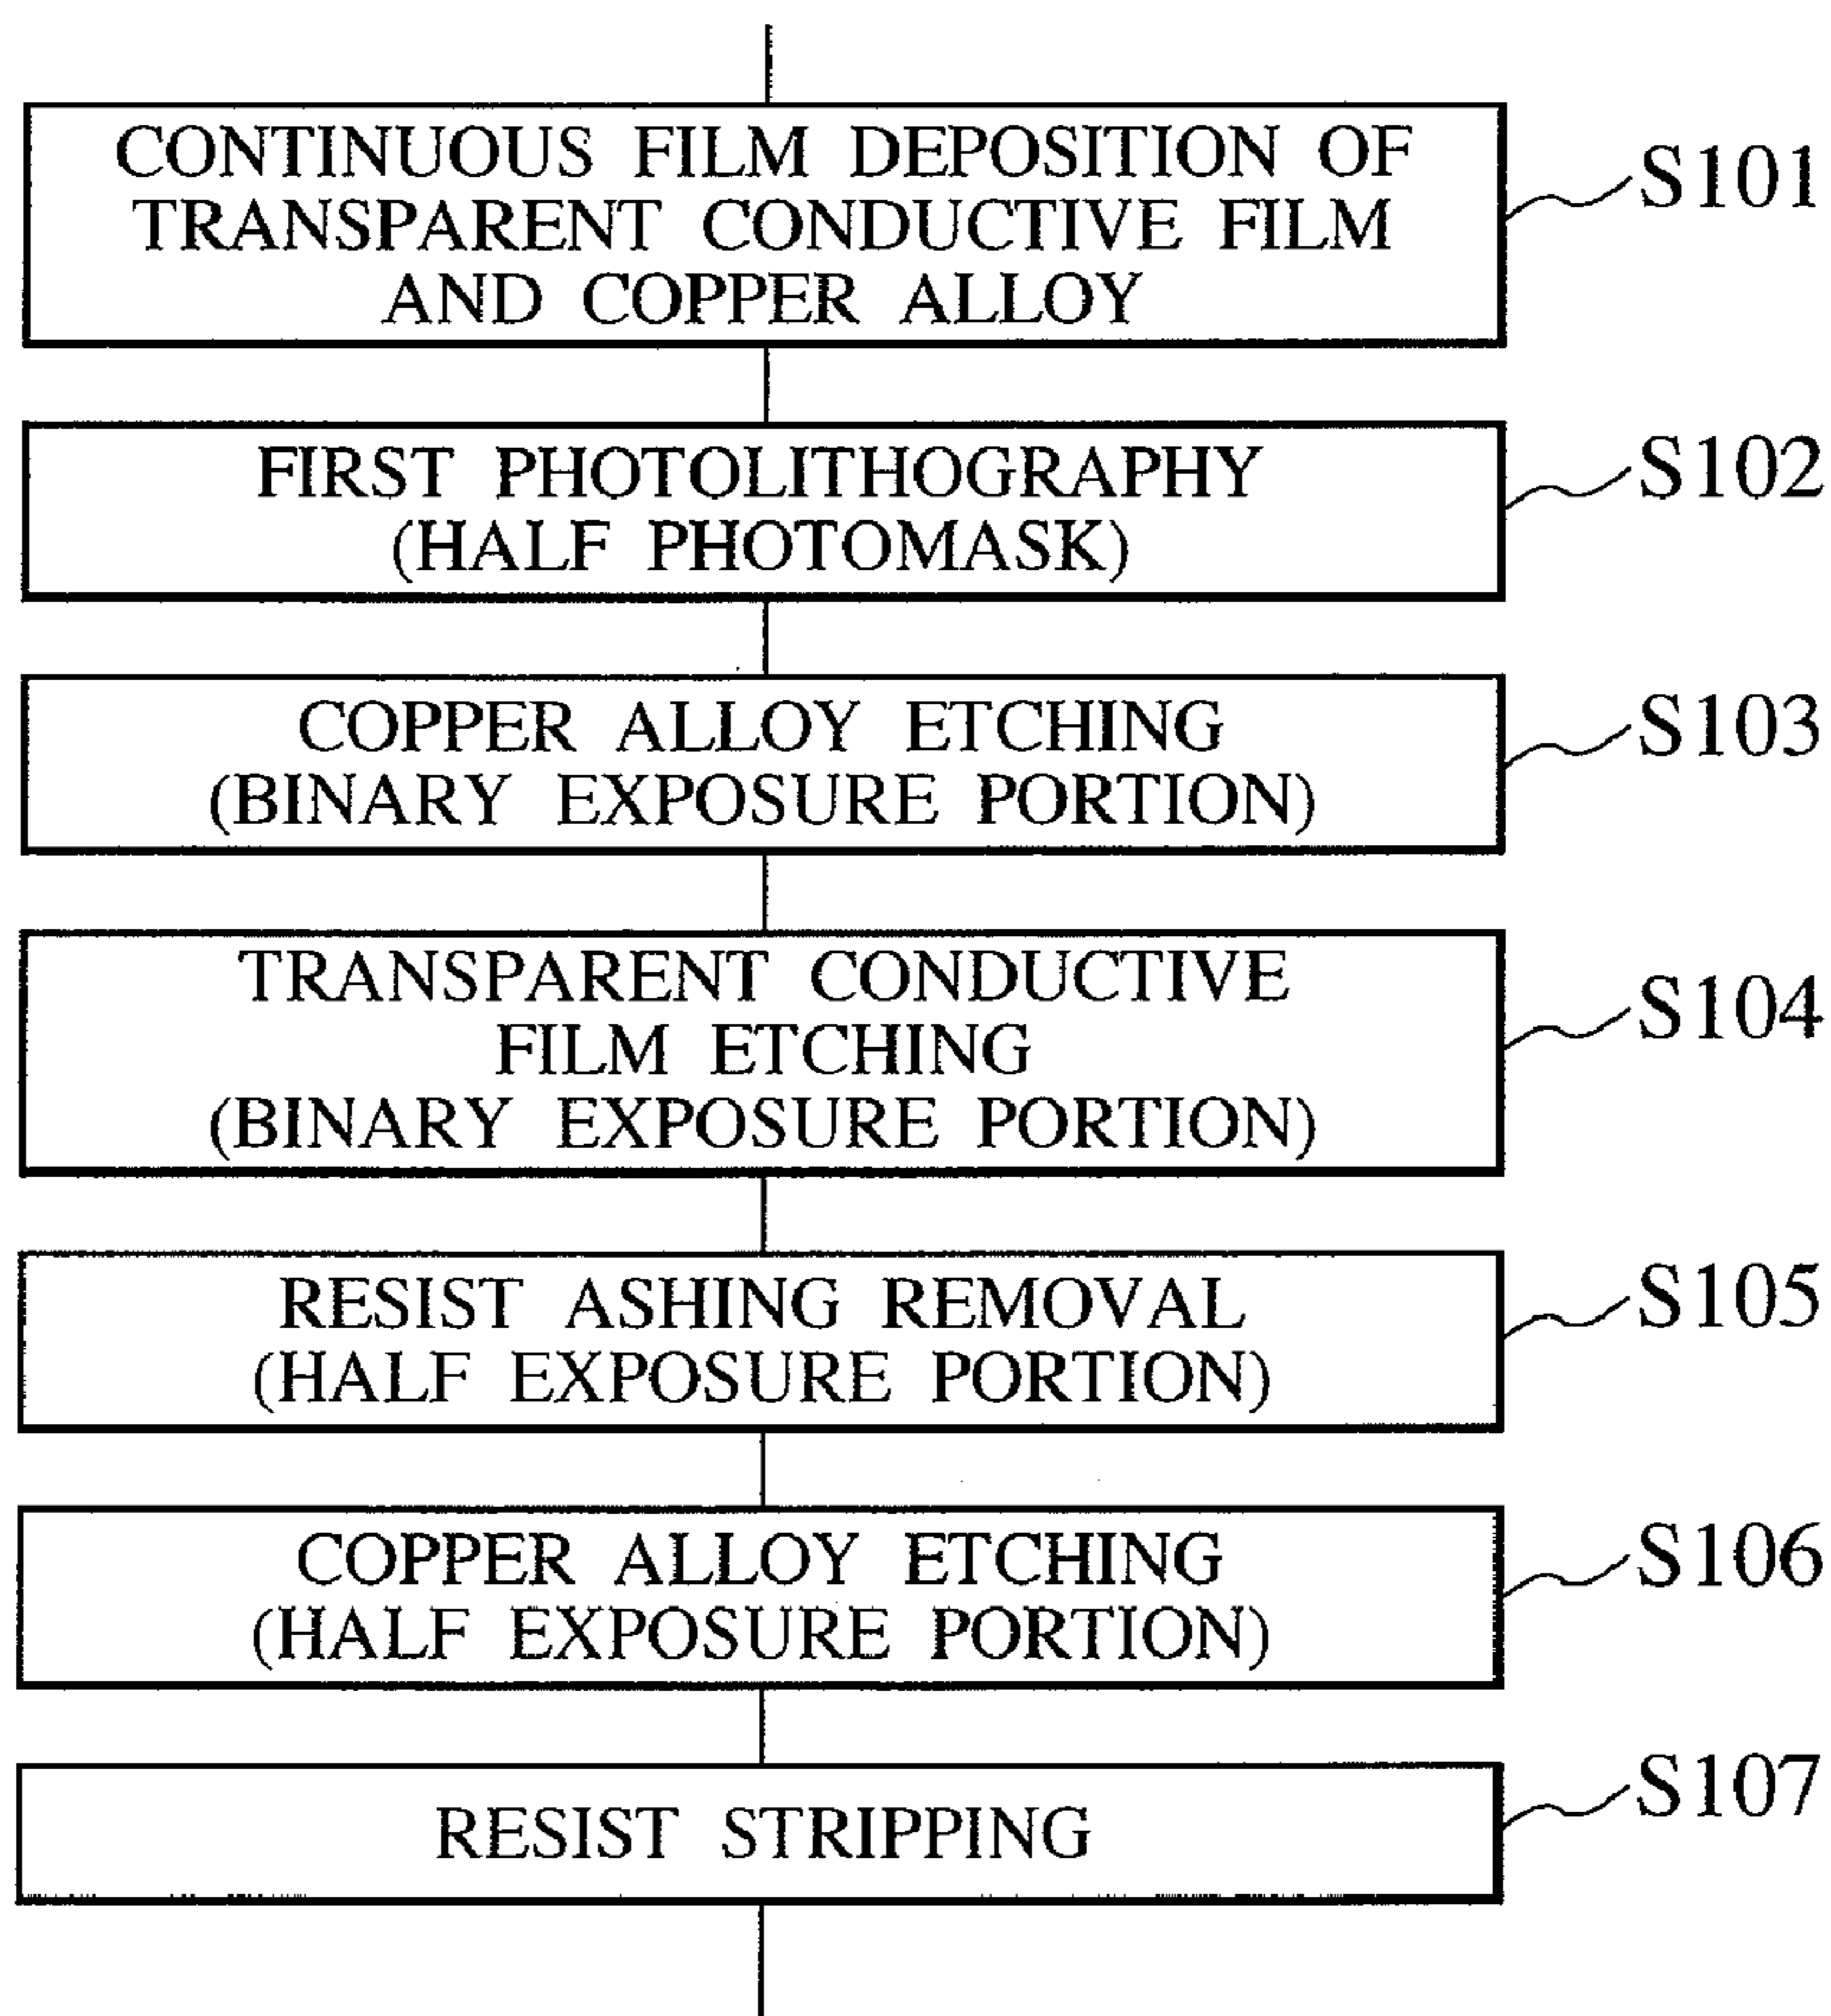 CONTINUOUS FILM DEPOSITION OF
TRANSPARENT CONDUCTIVE FILM
AND COPPER ALLOY
S101
FIRST PHOTOLITHOGRAPHY
(HALF PHOTOMASK)
S102
COPPER ALLOY ETCHING
(BINARY EXPOSURE PORTION)
S103
TRANSPARENT CONDUCTIVE
FILM ETCHING
(BINARY EXPOSURE PORTION)
S104
RESIST ASHING REMOVAL
(HALF EXPOSURE PORTION)
S105
COPPER ALLOY ETCHING
(HALF EXPOSURE PORTION)
S106
RESIST STRIPPING
S107